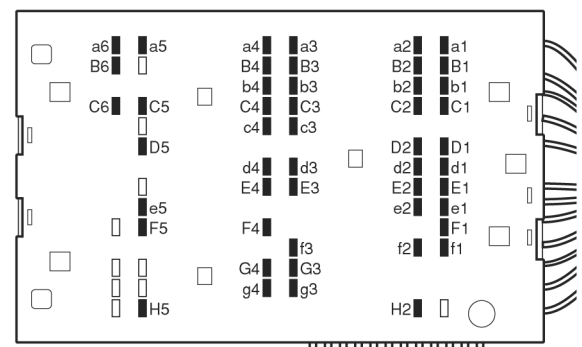 a6 a5 a4 a3 a2 a1
B6 B4 B3 B2 B1
b4 b3 b2 b1
C6 C5 C4 C3 C2 C1
c4 c3
D5 D2 D1
d4 d3 d2 d1
E4 E3 E2 E1
e5 e2 e1
F5 F4 F1
f3 f2 f1
G4 G3
g4 g3
H5 H2